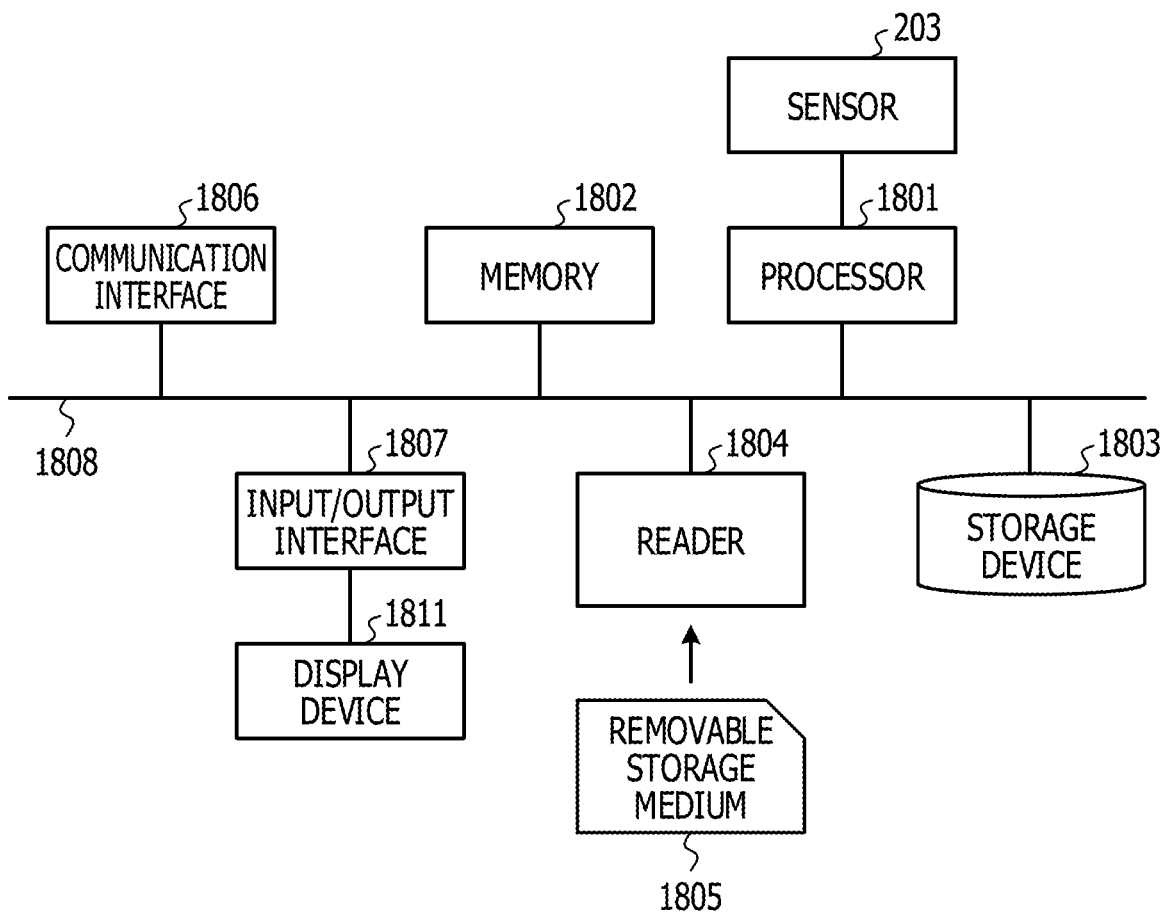 203
SENSOR
1806
COMMUNICATION
INTERFACE
1802
MEMORY
1801
PROCESSOR
1808
1807
INPUT/OUTPUT
INTERFACE
1804
READER
1803
STORAGE
DEVICE
1811
DISPLAY
DEVICE
REMOVABLE
STORAGE
MEDIUM
1805